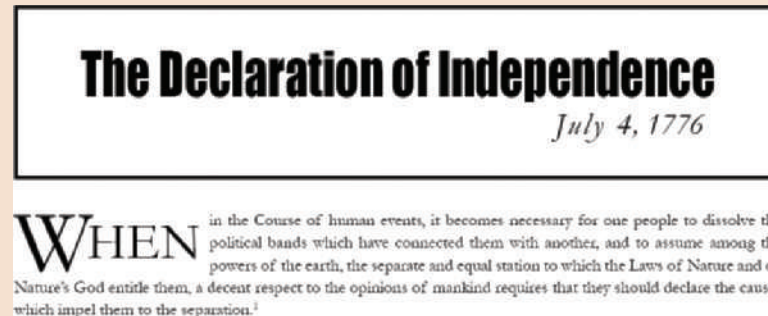 The Declaration of Independence
July 4, 1776
WHEN in the Course of human events, it becomes necessary for one people to dissolve th
political bands which have connected them with another, and to assume among th
powers of the earth, the separate and equal station to which the Laws of Nature and o
Nature's God entitle them, a decent respect to the opinions of mankind requires that they should declare the caus
which impel them to the separation.¹